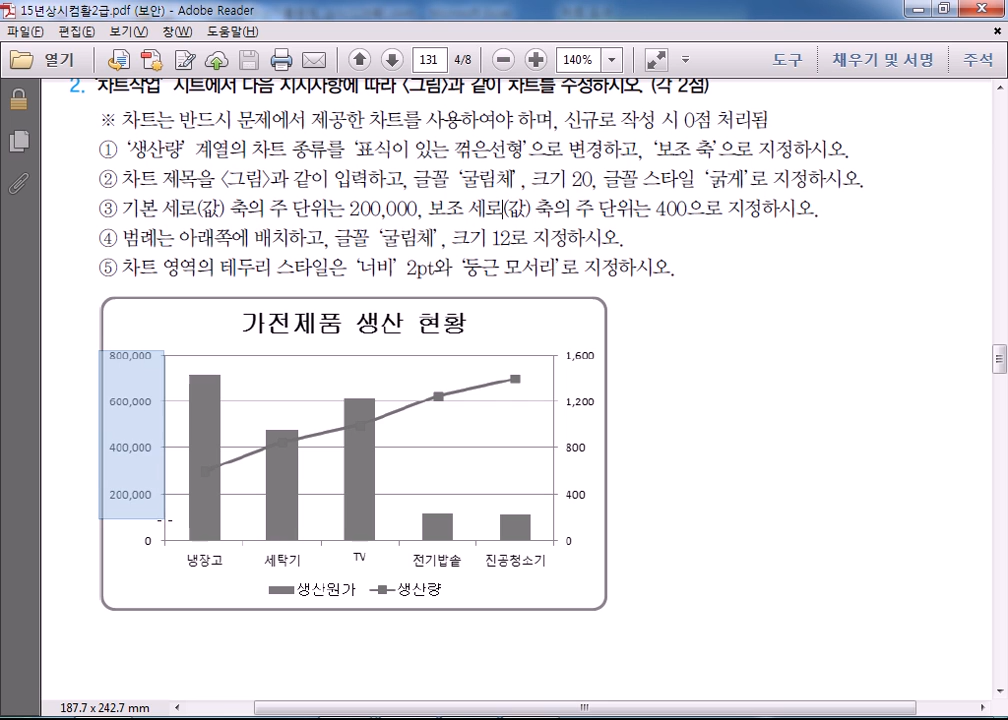 15년상시컴활2급.pdf (보안) - Adobe Reader
파일(F) 편집(E) 보기(V) 창(W) 도움말(H)
열기 131 4/8 140% 도구 채우기 및 서명 주석
2. '차트작업' 시트에서 다음 지시사항에 따라 <그림>과 같이 차트를 수정하시오. (각 2점)
※ 차트는 반드시 문제에서 제공한 차트를 사용하여야 하며, 신규로 작성 시 0점 처리됨
① '생산량' 계열의 차트 종류를 '표식이 있는 꺾은선형'으로 변경하고, '보조 축'으로 지정하시오.
② 차트 제목을 <그림>과 같이 입력하고, 글꼴 '굴림체', 크기 20, 글꼴 스타일 '굵게'로 지정하시오.
③ 기본 세로(값) 축의 주 단위는 200,000, 보조 세로(값) 축의 주 단위는 400으로 지정하시오.
④ 범례는 아래쪽에 배치하고, 글꼴 '굴림체', 크기 12로 지정하시오.
⑤ 차트 영역의 테두리 스타일은 '너비' 2pt와 '둥근 모서리'로 지정하시오.
가전제품 생산 현황
800,000 1,600
600,000 1,200
400,000 800
200,000 400
0 0
냉장고 세탁기 TV 전기밥솥 진공청소기
생산원가 생산량
187.7 x 242.7 mm